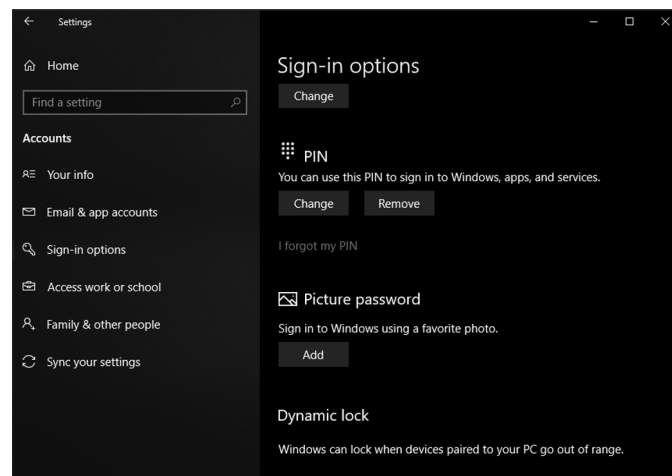 Settings
Home
Find a setting
Accounts
Your info
Email & app accounts
Sign-in options
Access work or school
Family & other people
Sync your settings
Sign-in options
Change
PIN
You can use this PIN to sign in to Windows, apps, and services.
Change Remove
I forgot my PIN
Picture password
Sign in to Windows using a favorite photo.
Add
Dynamic lock
Windows can lock when devices paired to your PC go out of range.